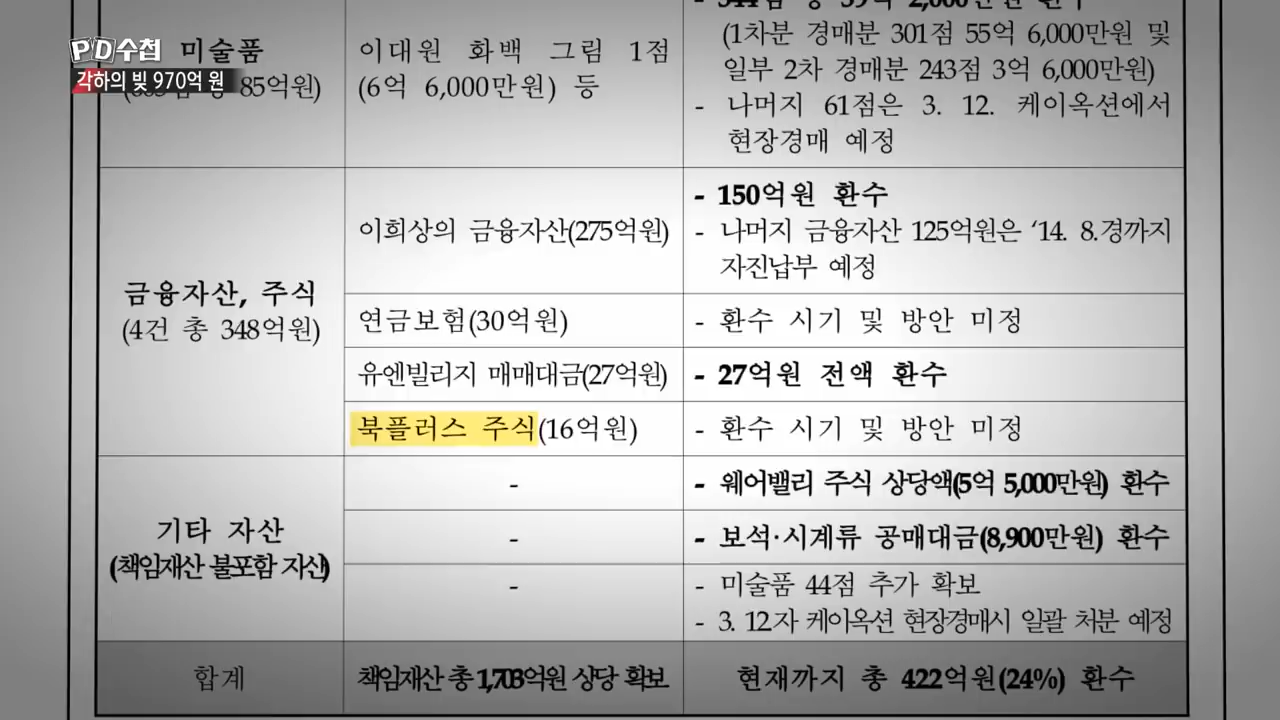 PD수첩
각하의 빚 970억 원
미술품
85억원)
이대원 화백 그림 1점
(6억 6,000만원) 등
(1차분 경매분 301점 55억 6,000만원 및
일부 2차 경매분 243점 3억 6,000만원)
- 나머지 61점은 3. 12. 케이옥션에서
현장경매 예정
금융자산, 주식
(4건 총 348억원)
이희상의 금융자산(275억원)
- 150억원 환수
- 나머지 금융자산 125억원은 ‘14. 8.경까지
자진납부 예정
연금보험(30억원)
- 환수 시기 및 방안 미정
유엔빌리지 매매대금(27억원)
- 27억원 전액 환수
북플러스 주식(16억원)
- 환수 시기 및 방안 미정
기타 자산
(책임재산 불포함 자산)
-
- 웨어밸리 주식 상당액(5억 5,000만원) 환수
-
- 보석·시계류 공매대금(8,900만원) 환수
-
- 미술품 44점 추가 확보
- 3. 12.자 케이옥션 현장경매시 일괄 처분 예정
합계
책임재산 총 1,703억원 상당 확보
현재까지 총 422억원(24%) 환수